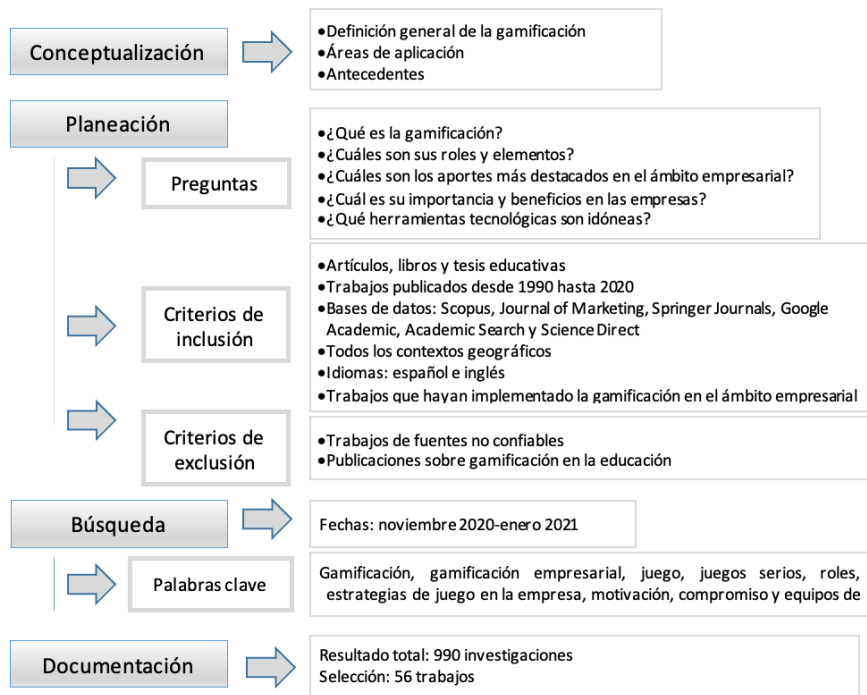 Conceptualización
•Definición general de la gamificación
•Áreas de aplicación
•Antecedentes
Planeación
Preguntas
•¿Qué es la gamificación?
•¿Cuáles son sus roles y elementos?
•¿Cuáles son los aportes más destacados en el ámbito empresarial?
•¿Cuál es su importancia y beneficios en las empresas?
•¿Qué herramientas tecnológicas son idóneas?
Criterios de
inclusión
•Artículos, libros y tesis educativas
•Trabajos publicados desde 1990 hasta 2020
•Bases de datos: Scopus, Journal of Marketing, Springer Journals, Google
Academic, Academic Search y Science Direct
•Todos los contextos geográficos
•Idiomas: español e inglés
•Trabajos que hayan implementado la gamificación en el ámbito empresarial
Criterios de
exclusión
•Trabajos de fuentes no confiables
•Publicaciones sobre gamificación en la educación
Búsqueda
Fechas: noviembre 2020-enero 2021
Palabras clave
Gamificación, gamificación empresarial, juego, juegos serios, roles,
estrategias de juego en la empresa, motivación, compromiso y equipos de
Documentación
Resultado total: 990 investigaciones
Selección: 56 trabajos